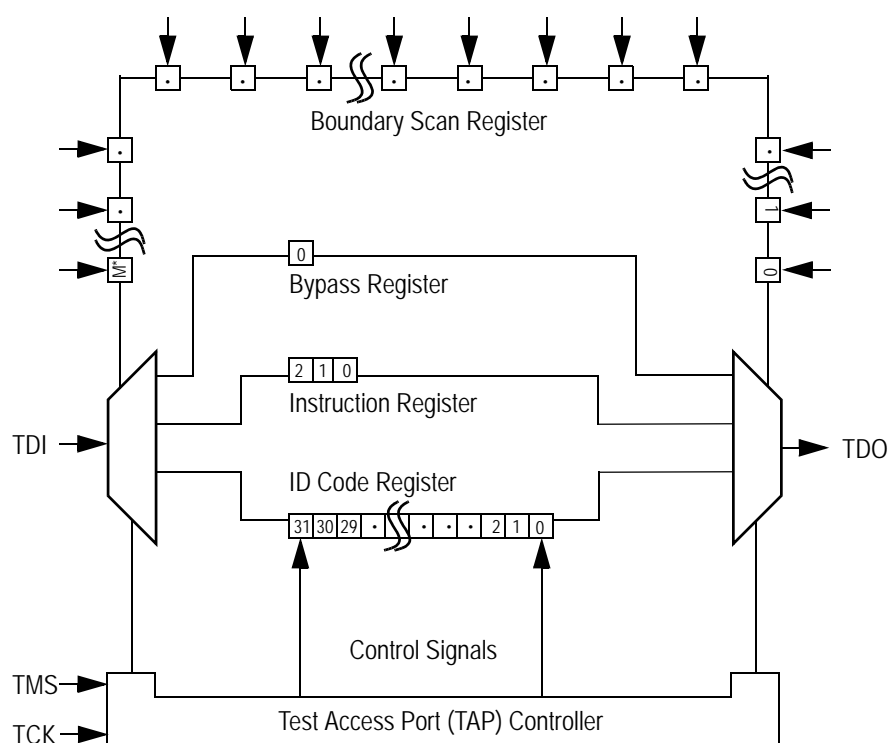 · · · · · · · ·
Boundary Scan Register
· ·
· 1
M* 0
0
Bypass Register
2 1 0
Instruction Register
TDI TDO
ID Code Register
31 30 29 · · · · 2 1 0
Control Signals
TMS
Test Access Port (TAP) Controller
TCK